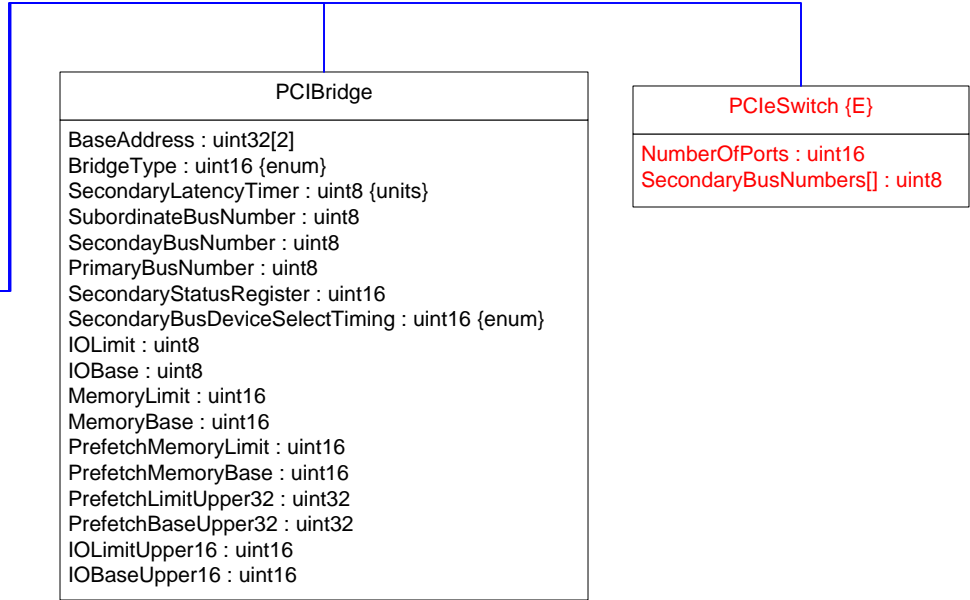 PCIBridge
BaseAddress : uint32[2]
BridgeType : uint16 {enum}
SecondaryLatencyTimer : uint8 {units}
SubordinateBusNumber : uint8
SecondayBusNumber : uint8
PrimaryBusNumber : uint8
SecondaryStatusRegister : uint16
SecondaryBusDeviceSelectTiming : uint16 {enum}
IOLimit : uint8
IOBase : uint8
MemoryLimit : uint16
MemoryBase : uint16
PrefetchMemoryLimit : uint16
PrefetchMemoryBase : uint16
PrefetchLimitUpper32 : uint32
PrefetchBaseUpper32 : uint32
IOLimitUpper16 : uint16
IOBaseUpper16 : uint16
PCIeSwitch {E}
NumberOfPorts : uint16
SecondaryBusNumbers[] : uint8